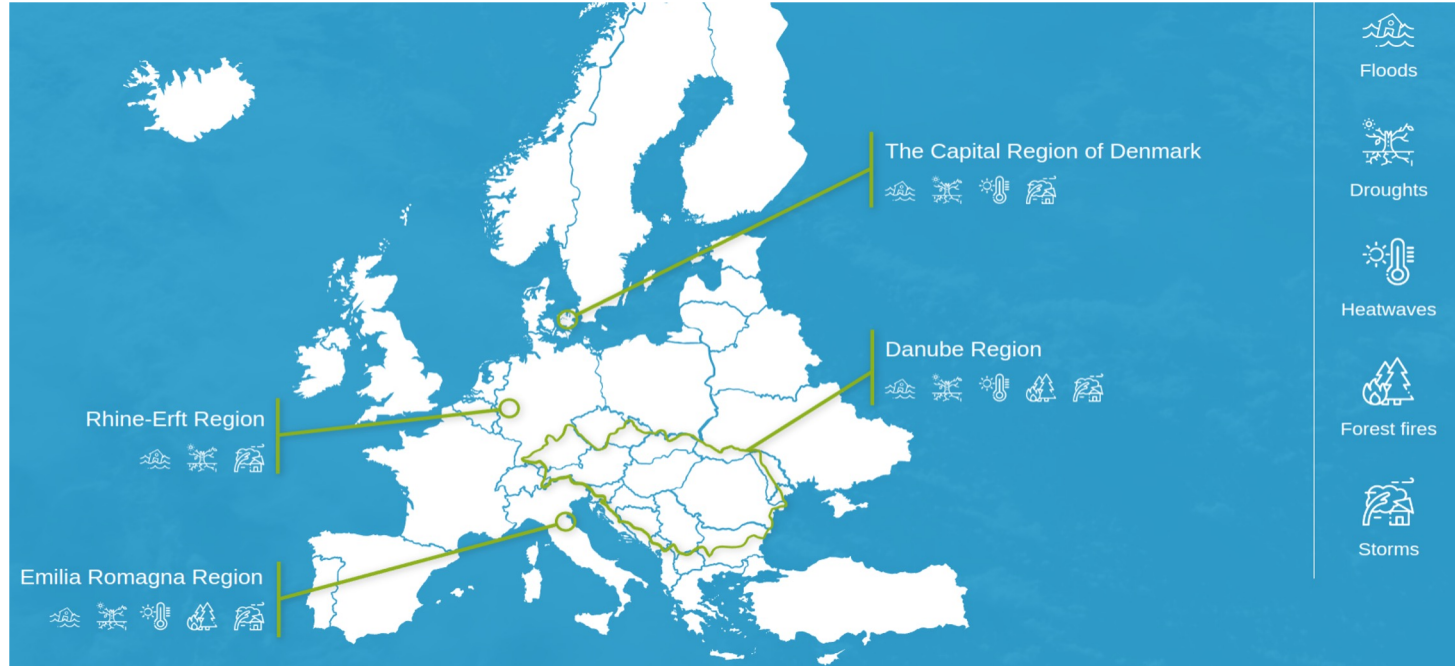 Floods
The Capital Region of Denmark
Droughts
Heatwaves
Danube Region
Rhine-Erft Region
Forest fires
Storms
Emilia Romagna Region